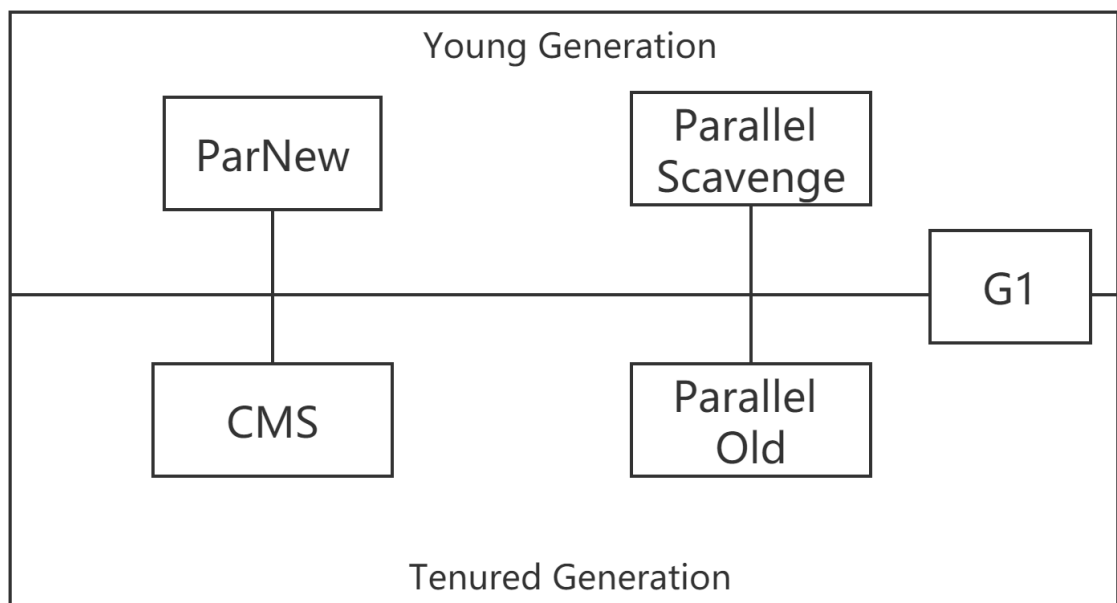 Young Generation
ParNew
Parallel
Scavenge
G1
CMS
Parallel
Old
Tenured Generation